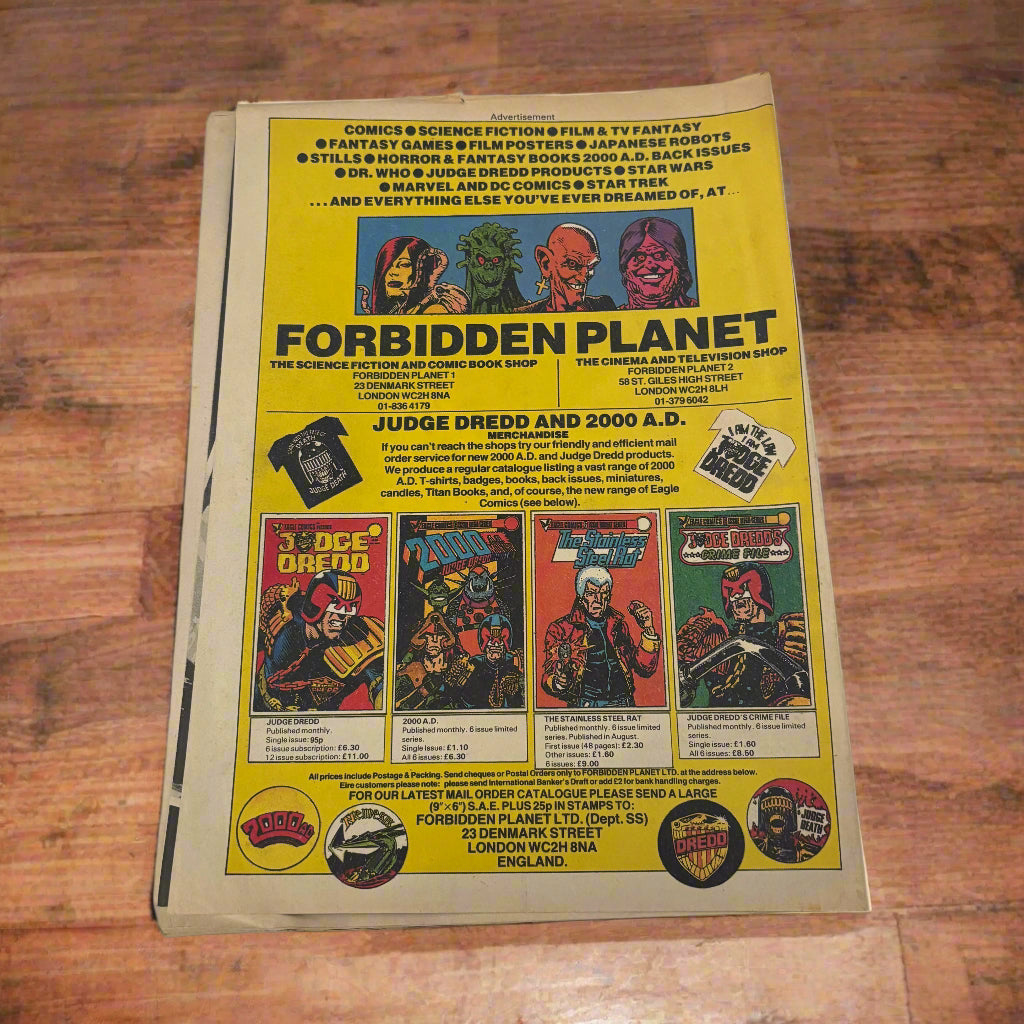 Advertisement
COMICS ● SCIENCE FICTION ● FILM & TV FANTASY
● FANTASY GAMES ● FILM POSTERS ● JAPANESE ROBOTS
● STILLS ● HORROR & FANTASY BOOKS 2000 A.D. BACK ISSUES
● DR. WHO ● JUDGE DREDD PRODUCTS ● STAR WARS
● MARVEL AND DC COMICS ● STAR TREK
...AND EVERYTHING ELSE YOU'VE EVER DREAMED OF, AT...
FORBIDDEN PLANET
THE SCIENCE FICTION AND COMIC BOOK SHOP
FORBIDDEN PLANET 1
23 DENMARK STREET
LONDON WC2H 8NA
01-836 4179
THE CINEMA AND TELEVISION SHOP
FORBIDDEN PLANET 2
58 ST. GILES HIGH STREET
LONDON WC2H 8LH
01-379 6042
JUDGE DREDD AND 2000 A.D.
MERCHANDISE
If you can't reach the shops try our friendly and efficient mail
order service for new 2000 A.D. and Judge Dredd products.
We produce a regular catalogue listing a vast range of 2000
A.D. T-shirts, badges, books, back issues, miniatures,
candles, Titan Books, and, of course, the new range of Eagle
Comics (see below).
DEATH
JUDGE DEATH
I AM THE LAW
I AM
JUDGE
DREDD
EAGLE COMICS
JUDGE
DREDD
EAGLE COMICS
2000 A.D.
JUDGE DREDD
EAGLE COMICS
The Stainless
Steel Rat
EAGLE COMICS
JUDGE DREDD'S
CRIME FILE
JUDGE DREDD
Published monthly.
Single issue: 95p
6 issue subscription: £6.30
12 issue subscription: £11.00
2000 A.D.
Published monthly. 6 issue limited
series.
Single Issue: £1.10
All 6 issues: £6.30
THE STAINLESS STEEL RAT
Published monthly. 6 issue limited
series. Published in August.
First issue (48 pages): £2.30
Other issues: £1.60
6 issues: £9.00
JUDGE DREDD'S CRIME FILE
Published monthly. 6 issue limited
series.
Single issue: £1.60
All 6 issues: £8.50
All prices include Postage & Packing. Send cheques or Postal Orders only to FORBIDDEN PLANET LTD. at the address below.
Eire customers please note: please send International Banker's Draft or add £2 for bank handling charges.
FOR OUR LATEST MAIL ORDER CATALOGUE PLEASE SEND A LARGE
(9"×6") S.A.E. PLUS 25p IN STAMPS TO:
FORBIDDEN PLANET LTD. (Dept. SS)
23 DENMARK STREET
LONDON WC2H 8NA
ENGLAND.
2000 AD
NEMESIS
DREDD
JUDGE
DEATH